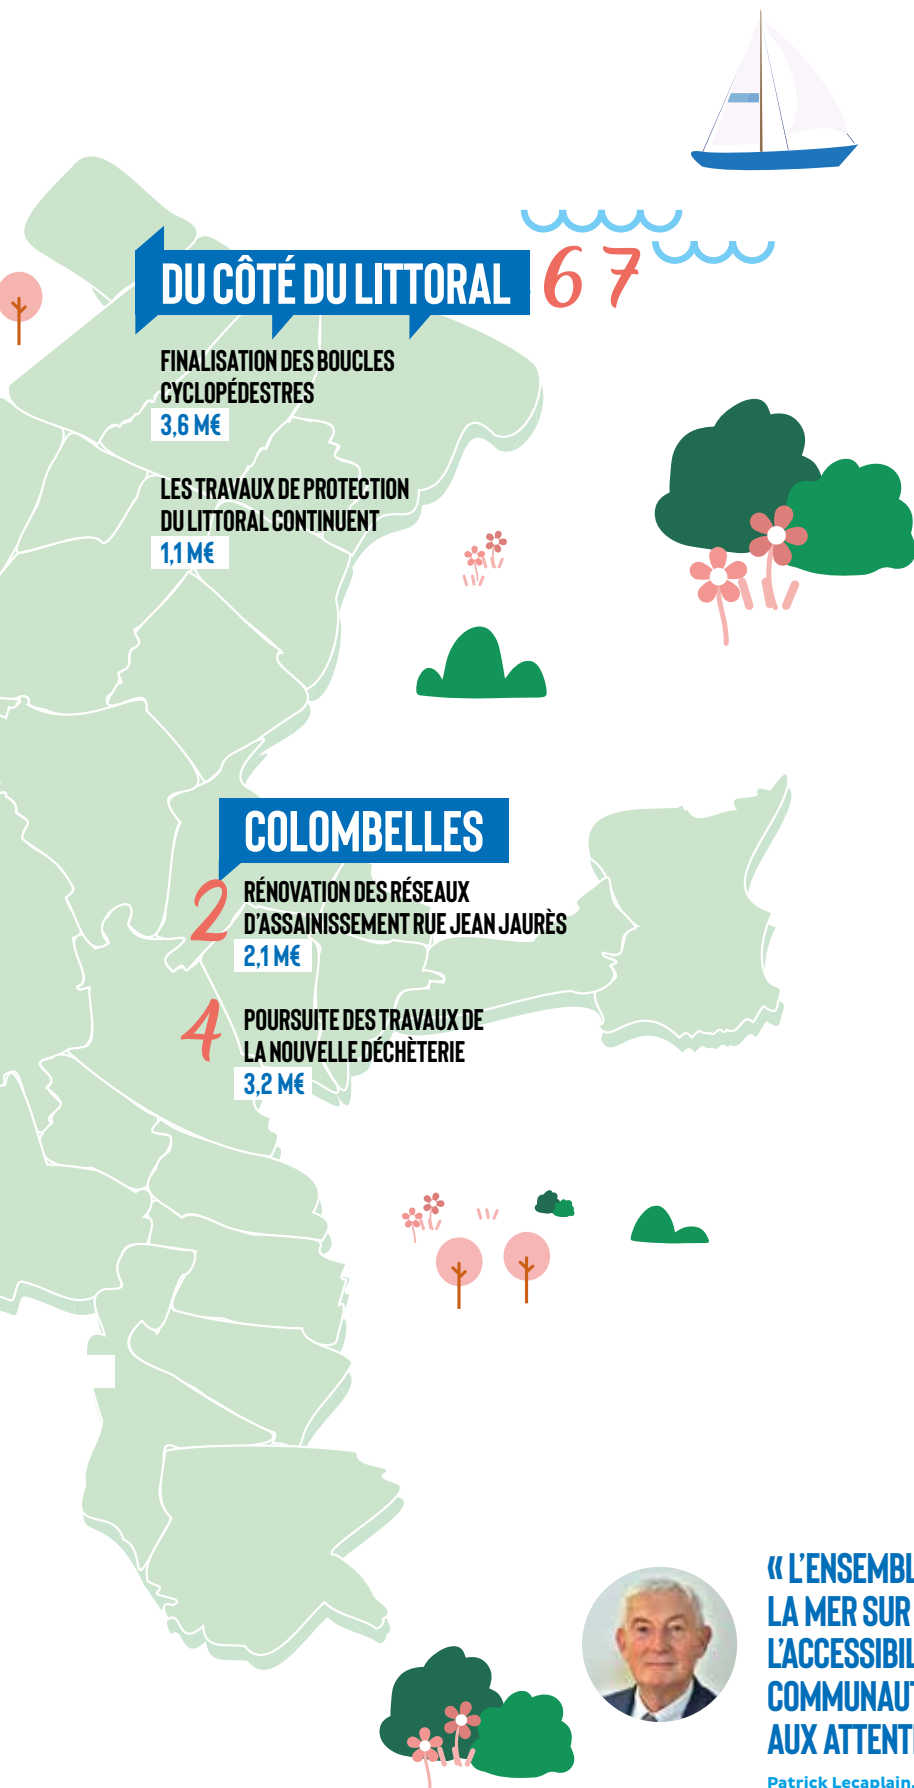 DU CÔTÉ DU LITTORAL 6 7
FINALISATION DES BOUCLES
CYCLOPÉDESTRES
3,6 M€
LES TRAVAUX DE PROTECTION
DU LITTORAL CONTINUENT
1,1 M€
COLOMBELLES
2 RÉNOVATION DES RÉSEAUX
D'ASSAINISSEMENT RUE JEAN JAURÈS
2,1 M€
4 POURSUITE DES TRAVAUX DE
LA NOUVELLE DÉCHÈTERIE
3,2 M€
« L'ENSEMBL
LA MER SUR
L'ACCESSIBIL
COMMUNAUT
AUX ATTENT
Patrick Lecaplain,